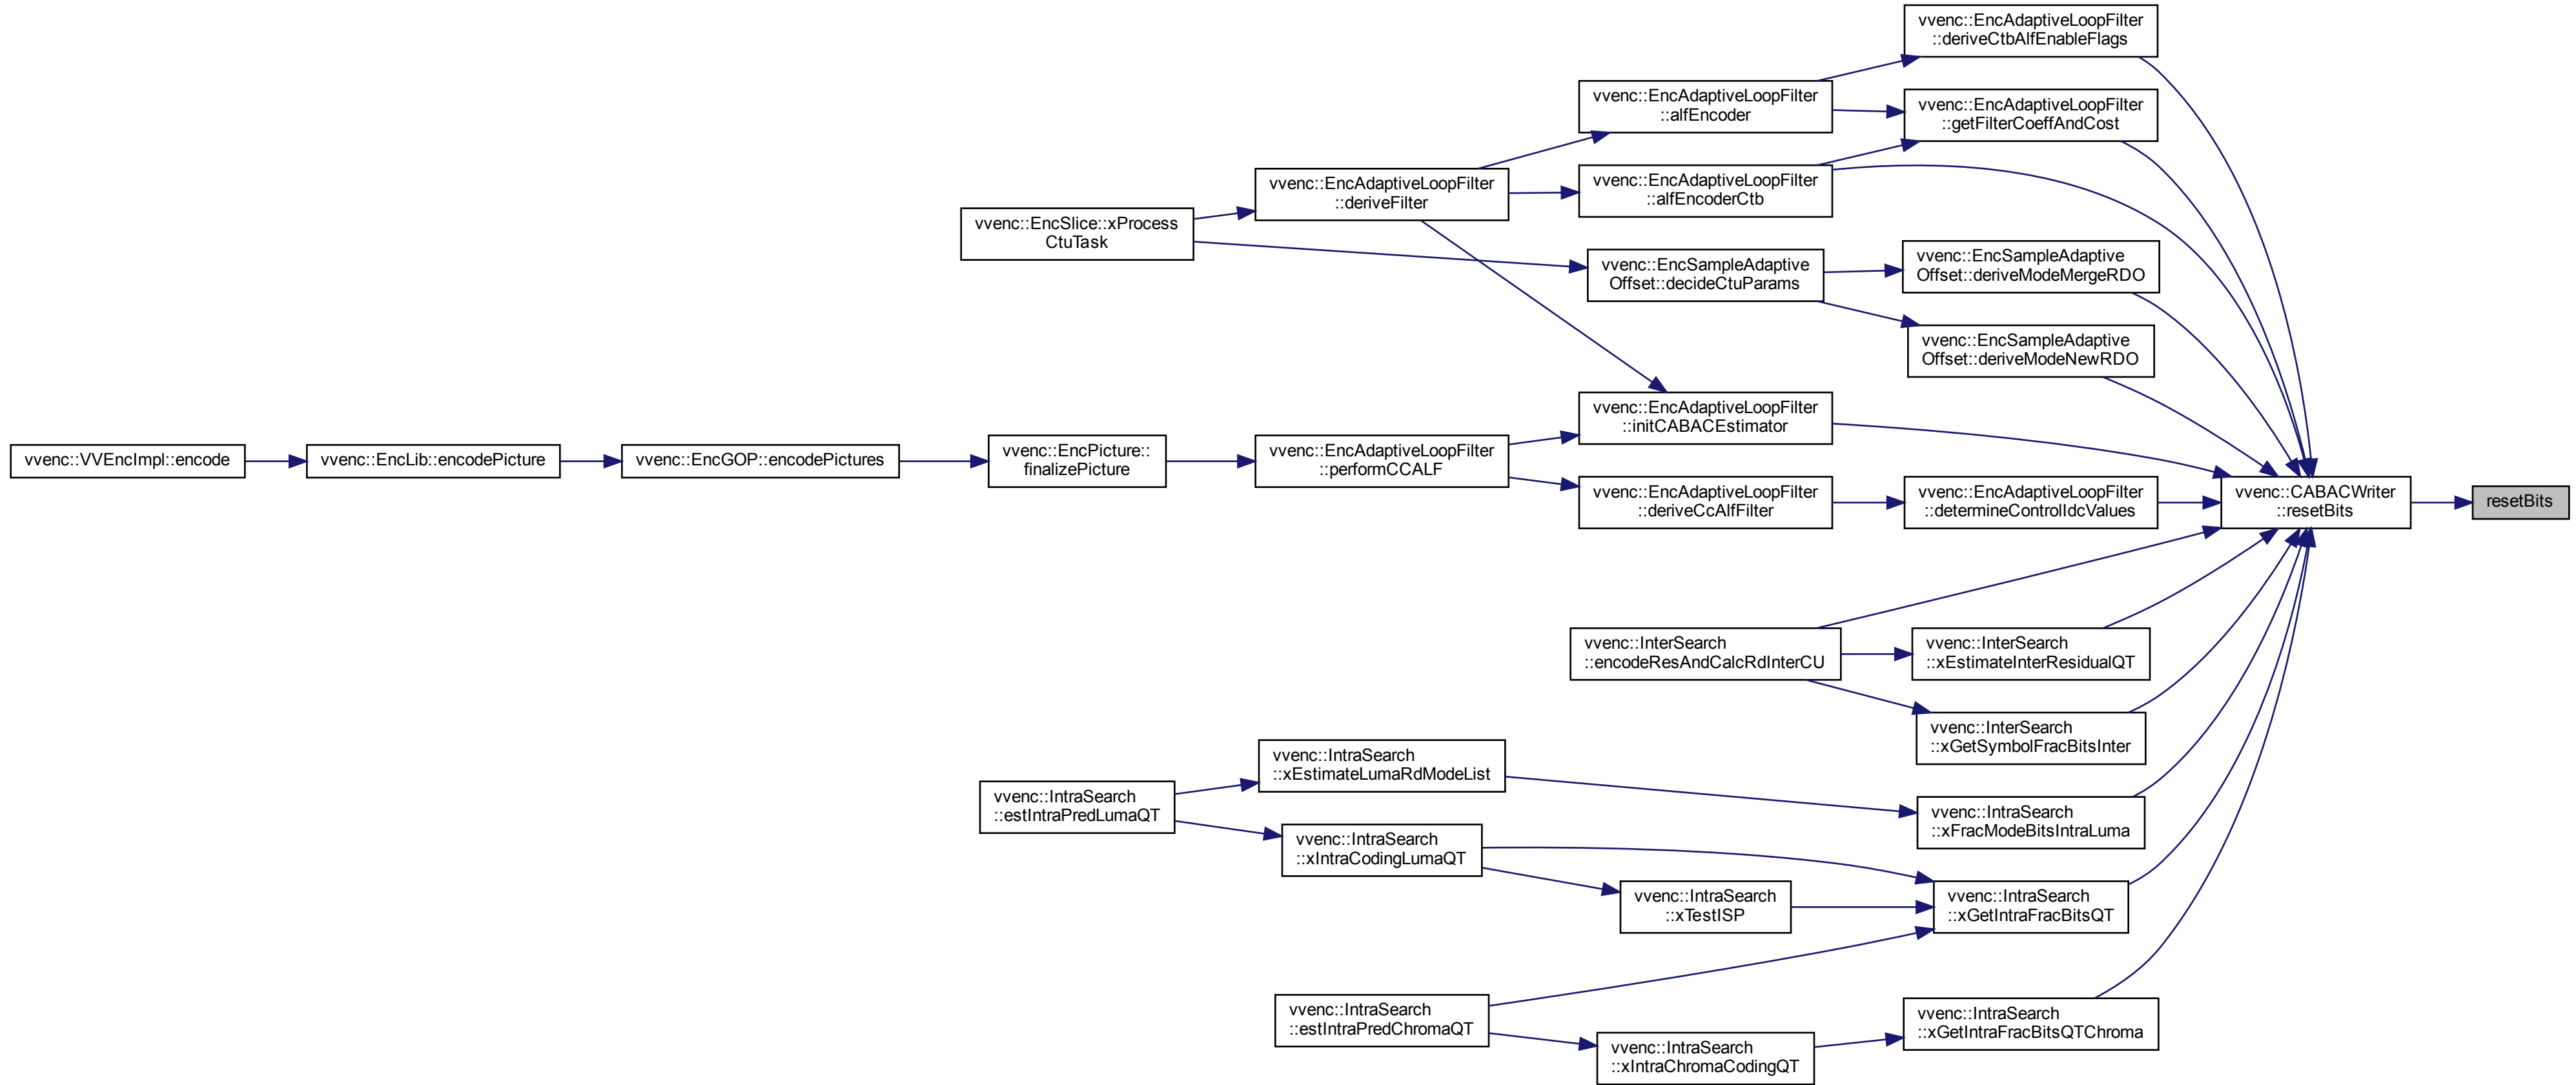 vvenc::EncAdaptiveLoopFilter
::deriveCtbAlfEnableFlags
vvenc::EncAdaptiveLoopFilter
::alfEncoder
vvenc::EncAdaptiveLoopFilter
::getFilterCoeffAndCost
vvenc::EncAdaptiveLoopFilter
::deriveFilter
vvenc::EncAdaptiveLoopFilter
::alfEncoderCtb
vvenc::EncSlice::xProcess
CtuTask
vvenc::EncSampleAdaptive
Offset::decideCtuParams
vvenc::EncSampleAdaptive
Offset::deriveModeMergeRDO
vvenc::EncSampleAdaptive
Offset::deriveModeNewRDO
vvenc::EncAdaptiveLoopFilter
::initCABACEstimator
vvenc::VVEncImpl::encode
vvenc::EncLib::encodePicture
vvenc::EncGOP::encodePictures
vvenc::EncPicture::
finalizePicture
vvenc::EncAdaptiveLoopFilter
::performCCALF
vvenc::EncAdaptiveLoopFilter
::deriveCcAlfFilter
vvenc::EncAdaptiveLoopFilter
::determineControlIdcValues
vvenc::CABACWriter
::resetBits
resetBits
vvenc::InterSearch
::encodeResAndCalcRdInterCU
vvenc::InterSearch
::xEstimateInterResidualQT
vvenc::InterSearch
::xGetSymbolFracBitsInter
vvenc::IntraSearch
::xEstimateLumaRdModeList
vvenc::IntraSearch
::estIntraPredLumaQT
vvenc::IntraSearch
::xFracModeBitsIntraLuma
vvenc::IntraSearch
::xIntraCodingLumaQT
vvenc::IntraSearch
::xTestISP
vvenc::IntraSearch
::xGetIntraFracBitsQT
vvenc::IntraSearch
::estIntraPredChromaQT
vvenc::IntraSearch
::xGetIntraFracBitsQTChroma
vvenc::IntraSearch
::xIntraChromaCodingQT